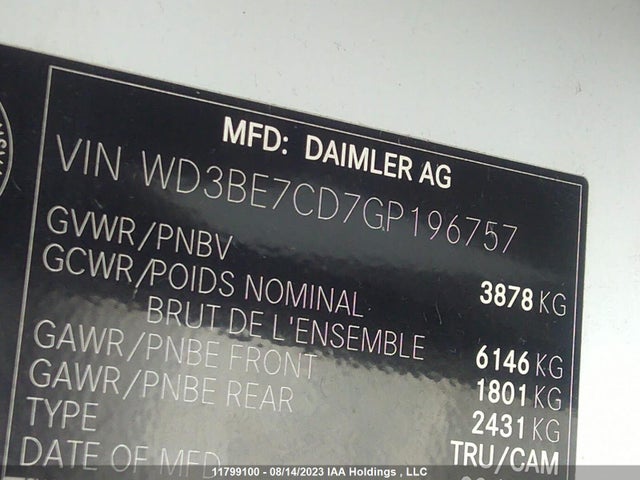 MFD: DAIMLER AG
VIN WD3BE7CD7GP196757
GVWR/PNBV 3878 KG
GCWR/POIDS NOMINAL
BRUT DE L'ENSEMBLE 6146 KG
GAWR/PNBE FRONT 1801 KG
GAWR/PNBE REAR 2431 KG
TYPE TRU/CAM
DATE OF MFD
11799100 - 08/14/2023 IAA Holdings , LLC